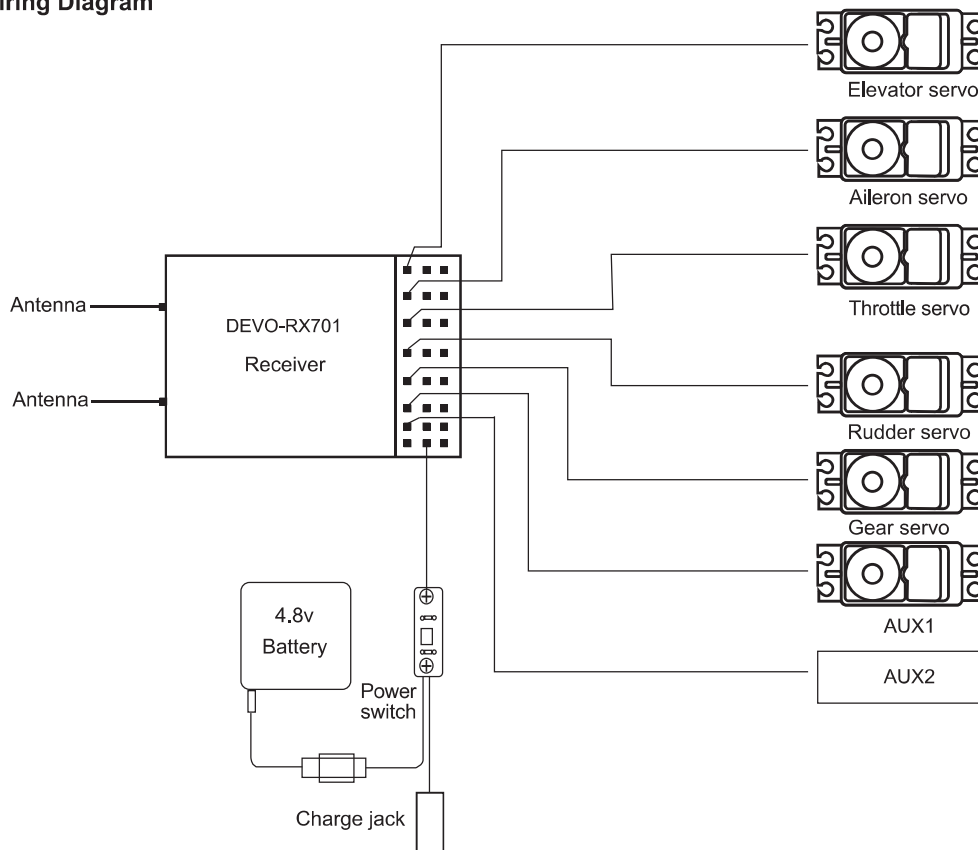 iring Diagram
Elevator servo
Aileron servo
Antenna
DEVO-RX701
Receiver
Throttle servo
Antenna
Rudder servo
Gear servo
4.8v
Battery
AUX1
Power
switch
AUX2
Charge jack